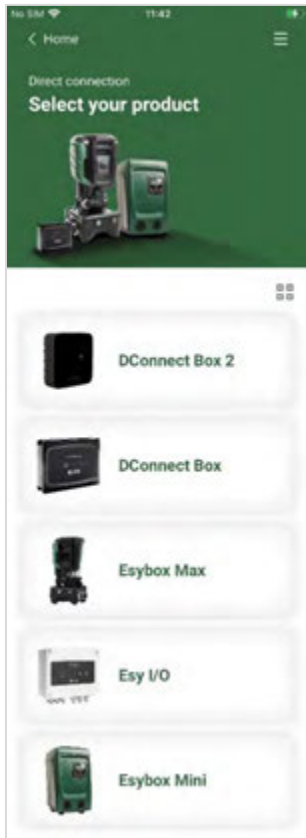 No SIM 11:42
Home
Direct connection
Select your product
DConnect Box 2
DConnect Box
Esybox Max
Esy I/O
Esybox Mini